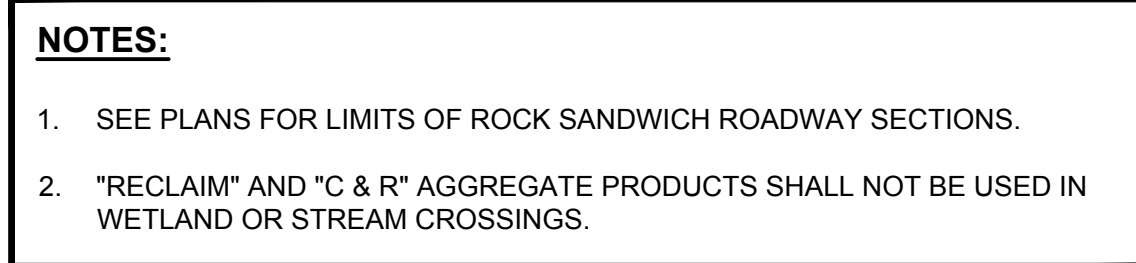 NOTES:
1. SEE PLANS FOR LIMITS OF ROCK SANDWICH ROADWAY SECTIONS.
2. "RECLAIM" AND "C & R" AGGREGATE PRODUCTS SHALL NOT BE USED IN
WETLAND OR STREAM CROSSINGS.